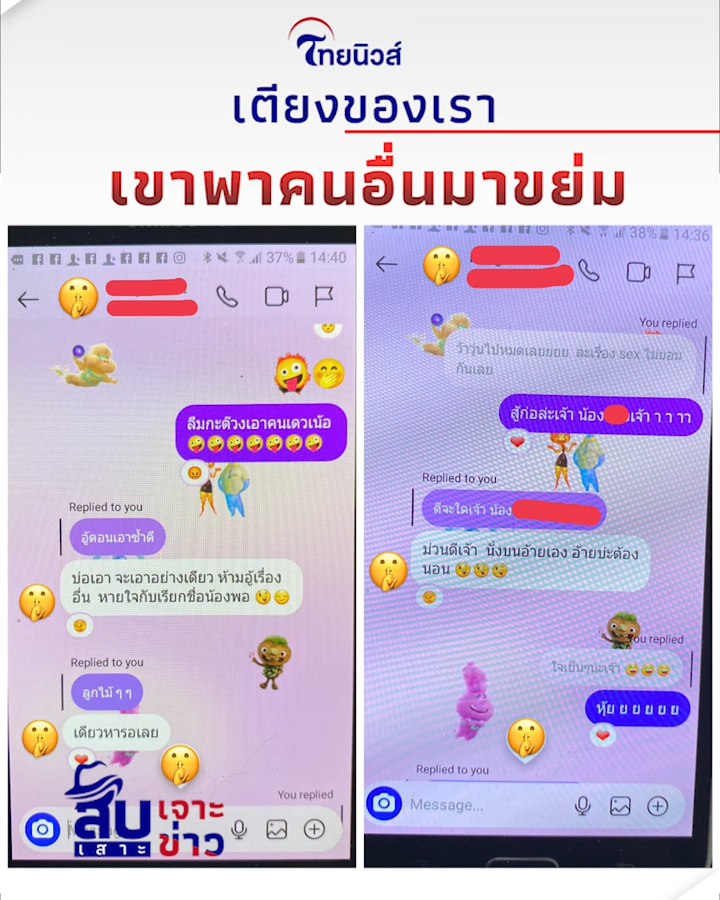 ไทยนิวส์
เตียงของเรา
เขาพาคนอื่นมาขย่ม
37% 14:40
ลืมกะด๊วงเอาคนเดวเน้อ
Replied to you
อู้ตอนเอาซ้ำดี
บ่อเอา จะเอาอย่างเดียว ห้ามอู้เรื่อง
อื่น หายใจกับเรียกชื่อน้องพอ
Replied to you
ลูกไม้ ๆ ๆ
เดียวหารอเลย
You replied
สืบ
เสาะ
เจาะ
ข่าว
38% 14:36
You replied
ว้าวุ่นไปหมดเลยยยย ละเรื่อง sex ไม่ยอม
กันเลย
สู้ก่อล่ะเจ้า น้อง เจ้า า า าว
Replied to you
ดีจะใดเจ้า น้อง
ม่วนดีเจ้า นั่งบนอ้ายเอง อ้ายบ่ะต้อง
นอน
You replied
ใจเย็นๆนะเจ้า
หุ้ย ย ย ย ย ย
Replied to you
Message...